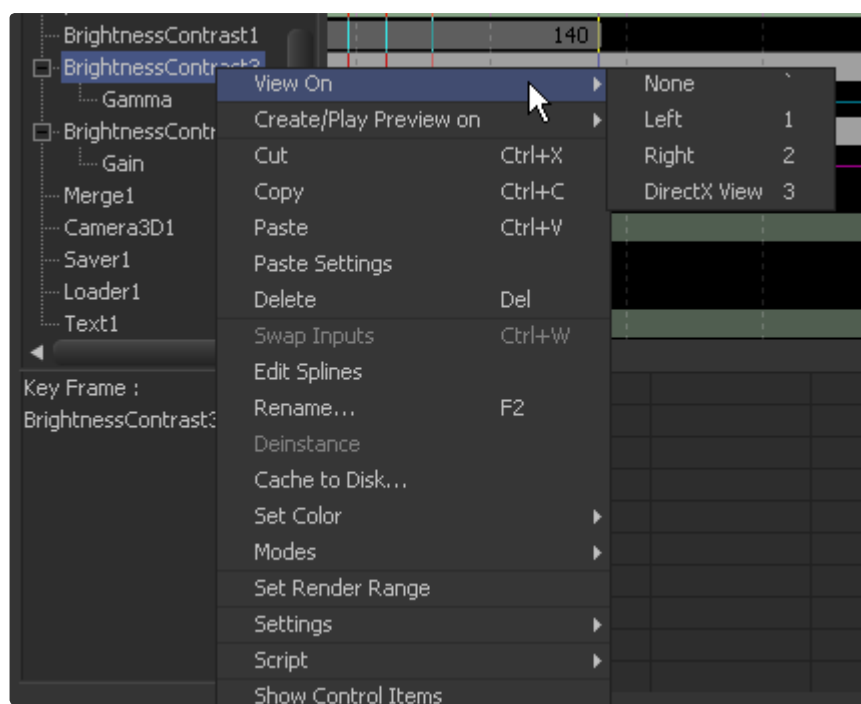 BrightnessContrast1
140
BrightnessContrast3
Gamma
BrightnessContr
Gain
Merge1
Camera3D1
Saver1
Loader1
Text1
Key Frame :
BrightnessContrast3
View On
Create/Play Preview on
Cut Ctrl+X
Copy Ctrl+C
Paste Ctrl+V
Paste Settings
Delete Del
Swap Inputs Ctrl+W
Edit Splines
Rename... F2
Deinstance
Cache to Disk...
Set Color
Modes
Set Render Range
Settings
Script
Show Control Items
None `
Left 1
Right 2
DirectX View 3